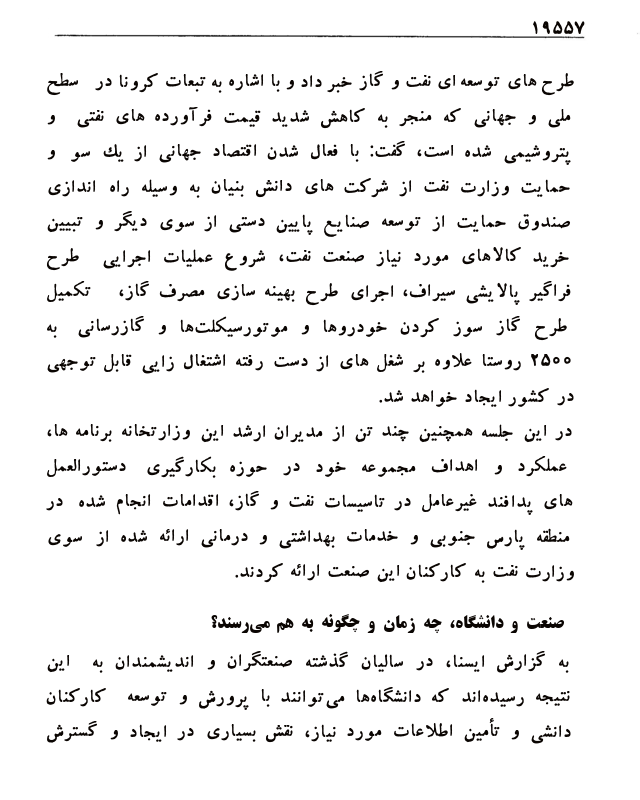 ۱۹۵۵۷
طرح های توسعه ای نفت و گاز خبر داد و با اشاره به تبعات کرونا در سطح
ملی و جهانی که منجر به کاهش شدید قیمت فرآورده های نفتی و
پتروشیمی شده است، گفت: با فعال شدن اقتصاد جهانی از یك سو و
حمایت وزارت نفت از شرکت های دانش بنیان به وسیله راه اندازی
صندوق حمایت از توسعه صنایع پایین دستی از سوی دیگر و تبیین
خرید کالاهای مورد نیاز صنعت نفت، شروع عملیات اجرایی طرح
فراگیر پالایشی سیراف، اجرای طرح بهینه سازی مصرف گاز، تکمیل
طرح گاز سوز کردن خودروها و موتورسیکلت‌ها و گازرسانی به
۲۵۰۰ روستا علاوه بر شغل های از دست رفته اشتغال زایی قابل توجهی
در کشور ایجاد خواهد شد.
در این جلسه همچنین چند تن از مدیران ارشد این وزارتخانه برنامه ها،
عملکرد و اهداف مجموعه خود در حوزه بکارگیری دستورالعمل
های پدافند غیرعامل در تاسیسات نفت و گاز، اقدامات انجام شده در
منطقه پارس جنوبی و خدمات بهداشتی و درمانی ارائه شده از سوی
وزارت نفت به کارکنان این صنعت ارائه کردند.
صنعت و دانشگاه، چه زمان و چگونه به هم می‌رسند؟
به گزارش ایسنا، در سالیان گذشته صنعتگران و اندیشمندان به این
نتیجه رسیده‌اند که دانشگاه‌ها می‌توانند با پرورش و توسعه کارکنان
دانشی و تأمین اطلاعات مورد نیاز، نقش بسیاری در ایجاد و گسترش